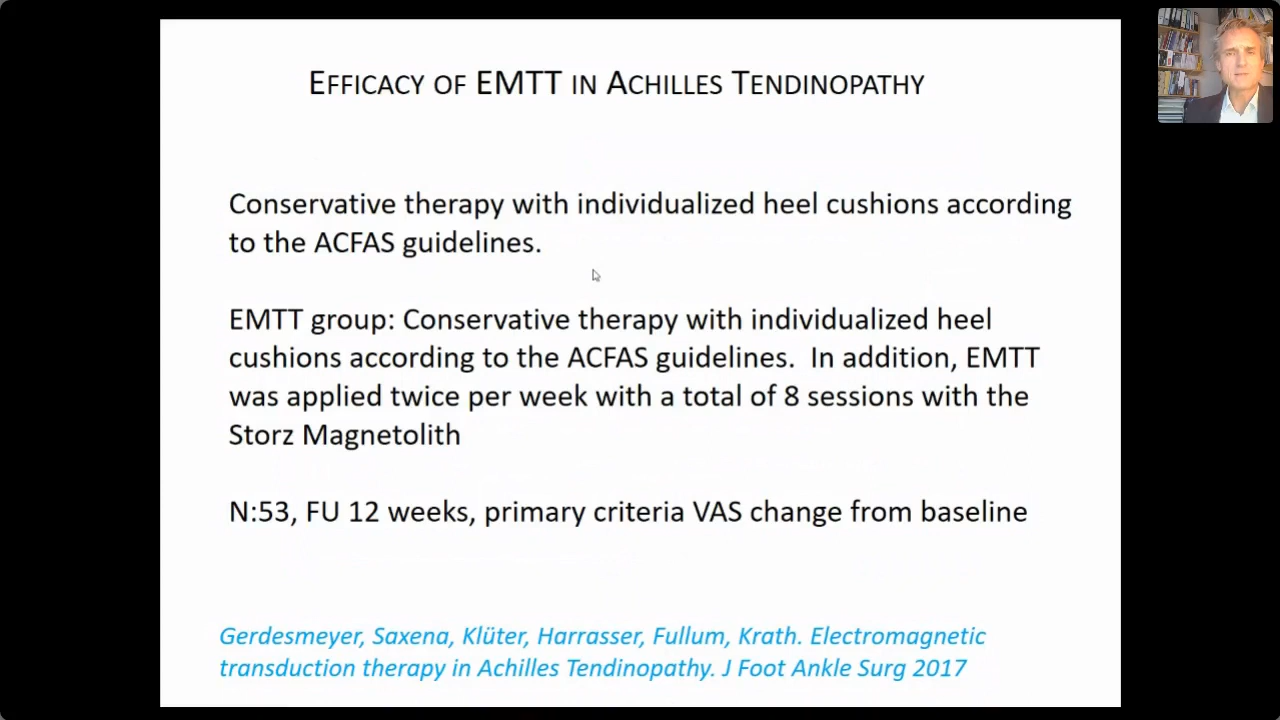 EFFICACY OF EMTT IN ACHILLES TENDINOPATHY
Conservative therapy with individualized heel cushions according
to the ACFAS guidelines.
EMTT group: Conservative therapy with individualized heel
cushions according to the ACFAS guidelines.  In addition, EMTT
was applied twice per week with a total of 8 sessions with the
Storz Magnetolith
N:53, FU 12 weeks, primary criteria VAS change from baseline
Gerdesmeyer, Saxena, Klüter, Harrasser, Fullum, Krath. Electromagnetic
transduction therapy in Achilles Tendinopathy. J Foot Ankle Surg 2017